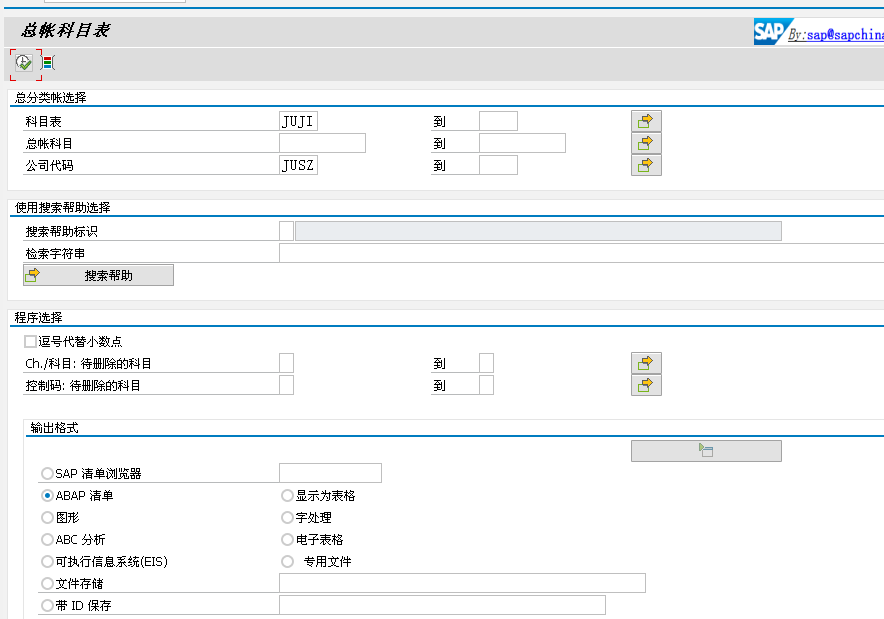 总帐科目表
SAP By:sap@sapchina
总分类帐选择
科目表 JUJI 到
总帐科目 到
公司代码 JUSZ 到
使用搜索帮助选择
搜索帮助标识
检索字符串
搜索帮助
程序选择
逗号代替小数点
Ch./科目: 待删除的科目 到
控制码: 待删除的科目 到
输出格式
SAP 清单浏览器
ABAP 清单 显示为表格
图形 字处理
ABC 分析 电子表格
可执行信息系统(EIS) 专用文件
文件存储
带 ID 保存